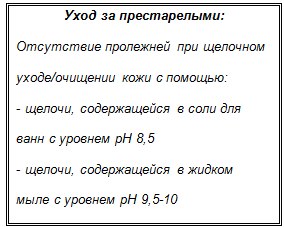 Уход за престарелыми:
Отсутствие пролежней при щелочном
уходе/очищении кожи с помощью:
- щелочи, содержащейся в соли для
ванн с уровнем pH 8,5
- щелочи, содержащейся в жидком
мыле с уровнем pH 9,5-10